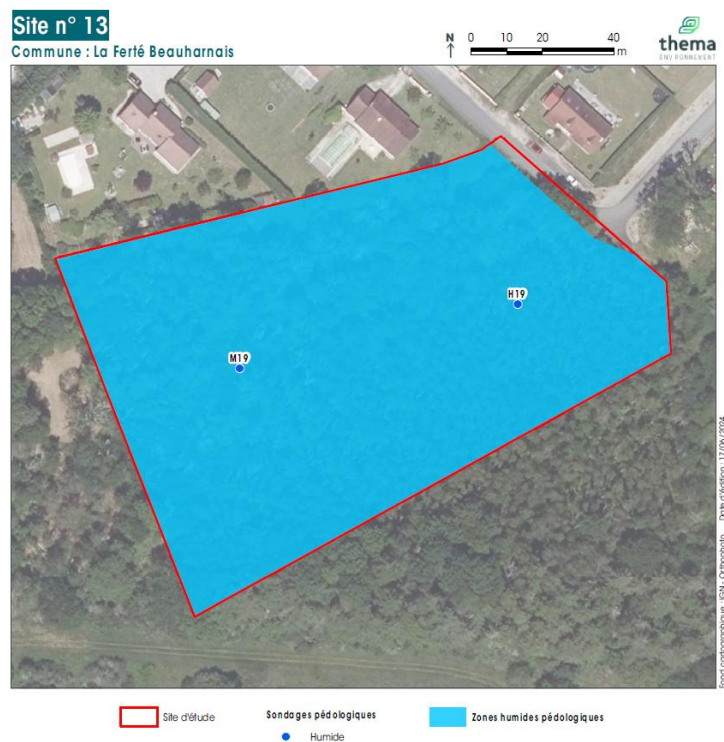 Site n° 13
Commune : La Ferté Beauharnais
N
0 10 20 40
m
thema
ENVIRONNEMENT
H19
M19
Fond cartographique : IGN - Orthophoto Date d'édition : 17/06/2024
Site d'étude
Sondages pédologiques
Humide
Zones humides pédologiques